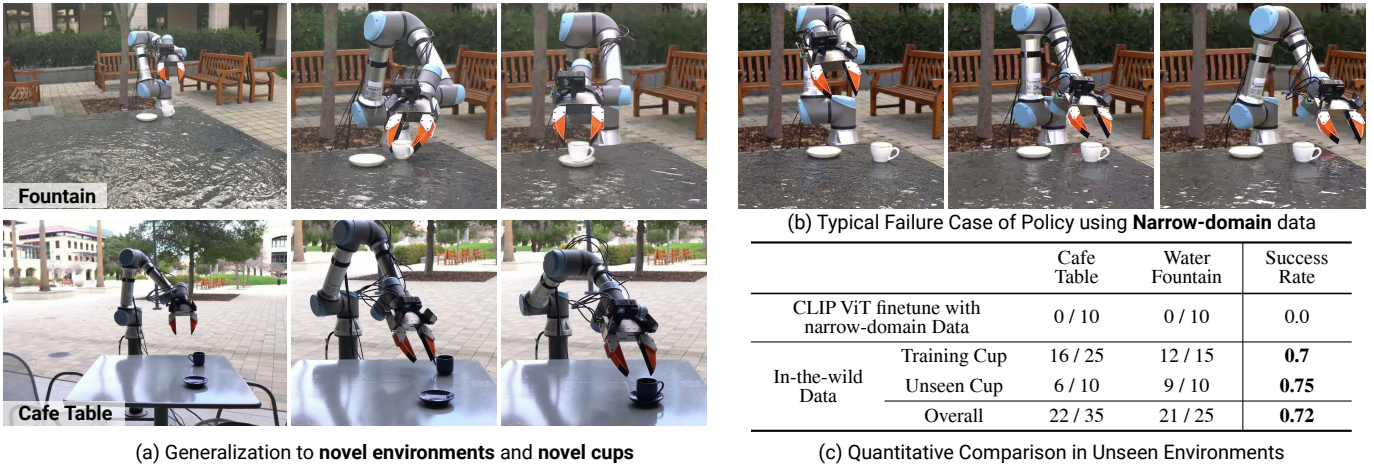 Fountain
Cafe Table
(a) Generalization to novel environments and novel cups
(b) Typical Failure Case of Policy using Narrow-domain data
Cafe Table Water Fountain Success Rate
CLIP ViT finetune with narrow-domain Data 0 / 10 0 / 10 0.0
In-the-wild Data
Training Cup 16 / 25 12 / 15 0.7
Unseen Cup 6 / 10 9 / 10 0.75
Overall 22 / 35 21 / 25 0.72
(c) Quantitative Comparison in Unseen Environments